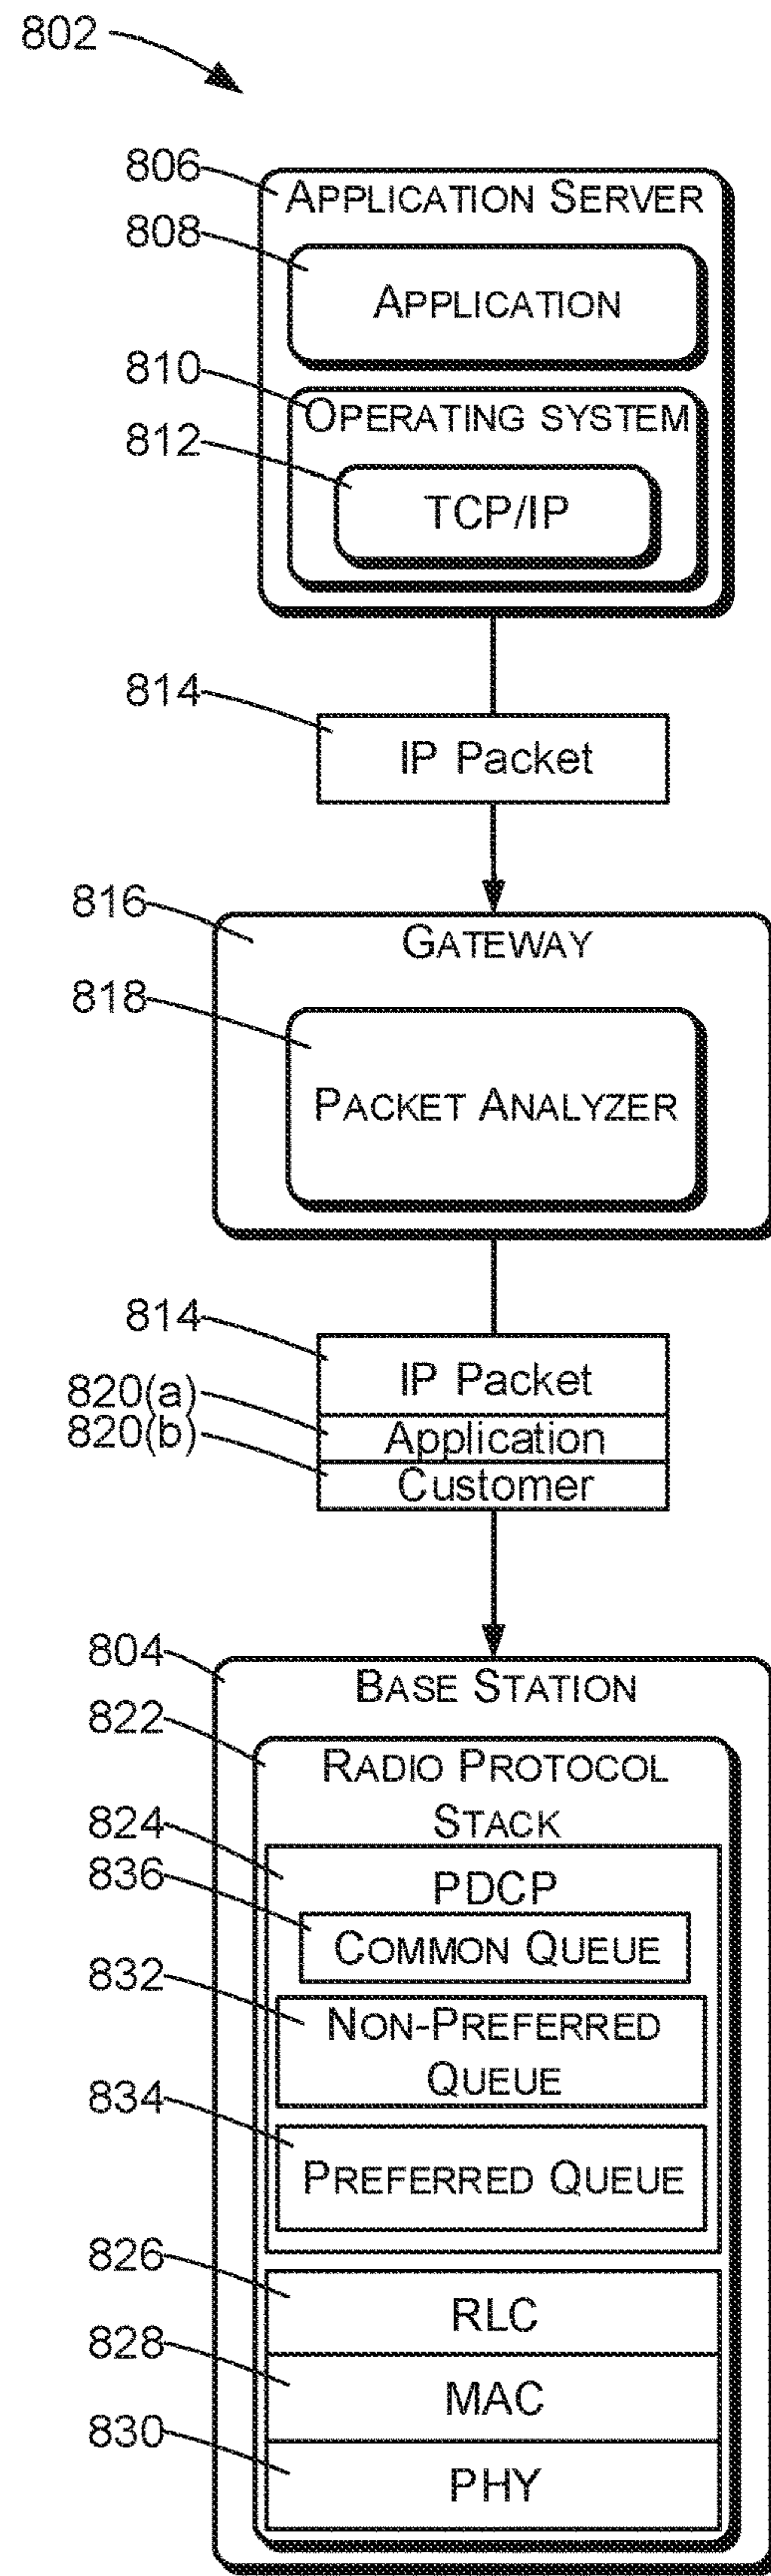 802
806
APPLICATION SERVER
808
APPLICATION
810
OPERATING SYSTEM
812
TCP/IP
814
IP Packet
816
GATEWAY
818
PACKET ANALYZER
814
IP Packet
820(a)
Application
820(b)
Customer
804
BASE STATION
822
RADIO PROTOCOL
STACK
824
PDCP
836
COMMON QUEUE
832
NON-PREFERRED
QUEUE
834
PREFERRED QUEUE
826
RLC
828
MAC
830
PHY